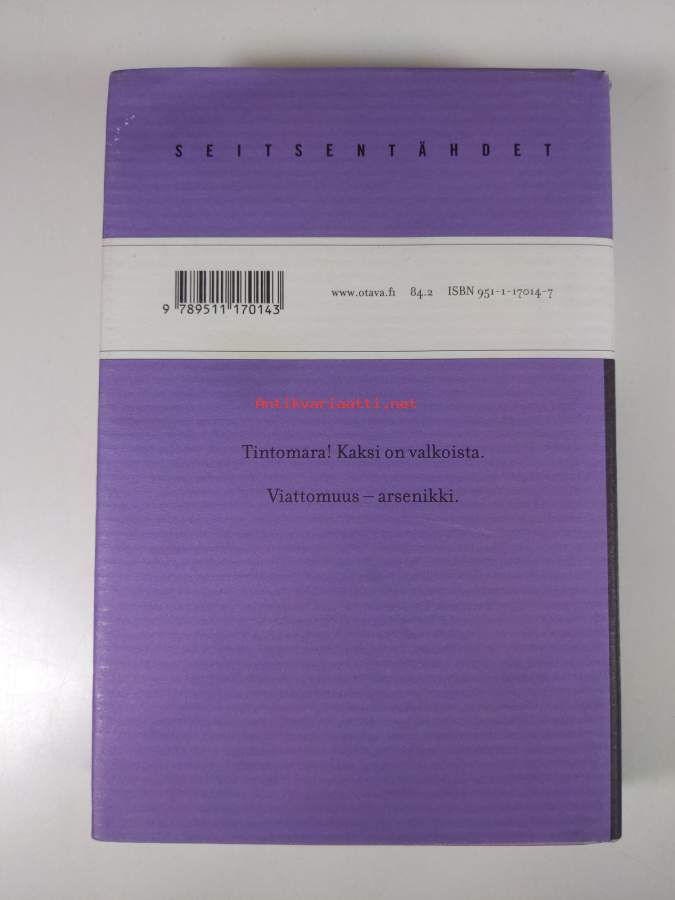 SEITSENTÄHDET
www.otava.fi 84.2 ISBN 951-1-17014-7
9 789511 170143
Antikvariaatti.net
Tintomara! Kaksi on valkoista.
Viattomuus – arsenikki.